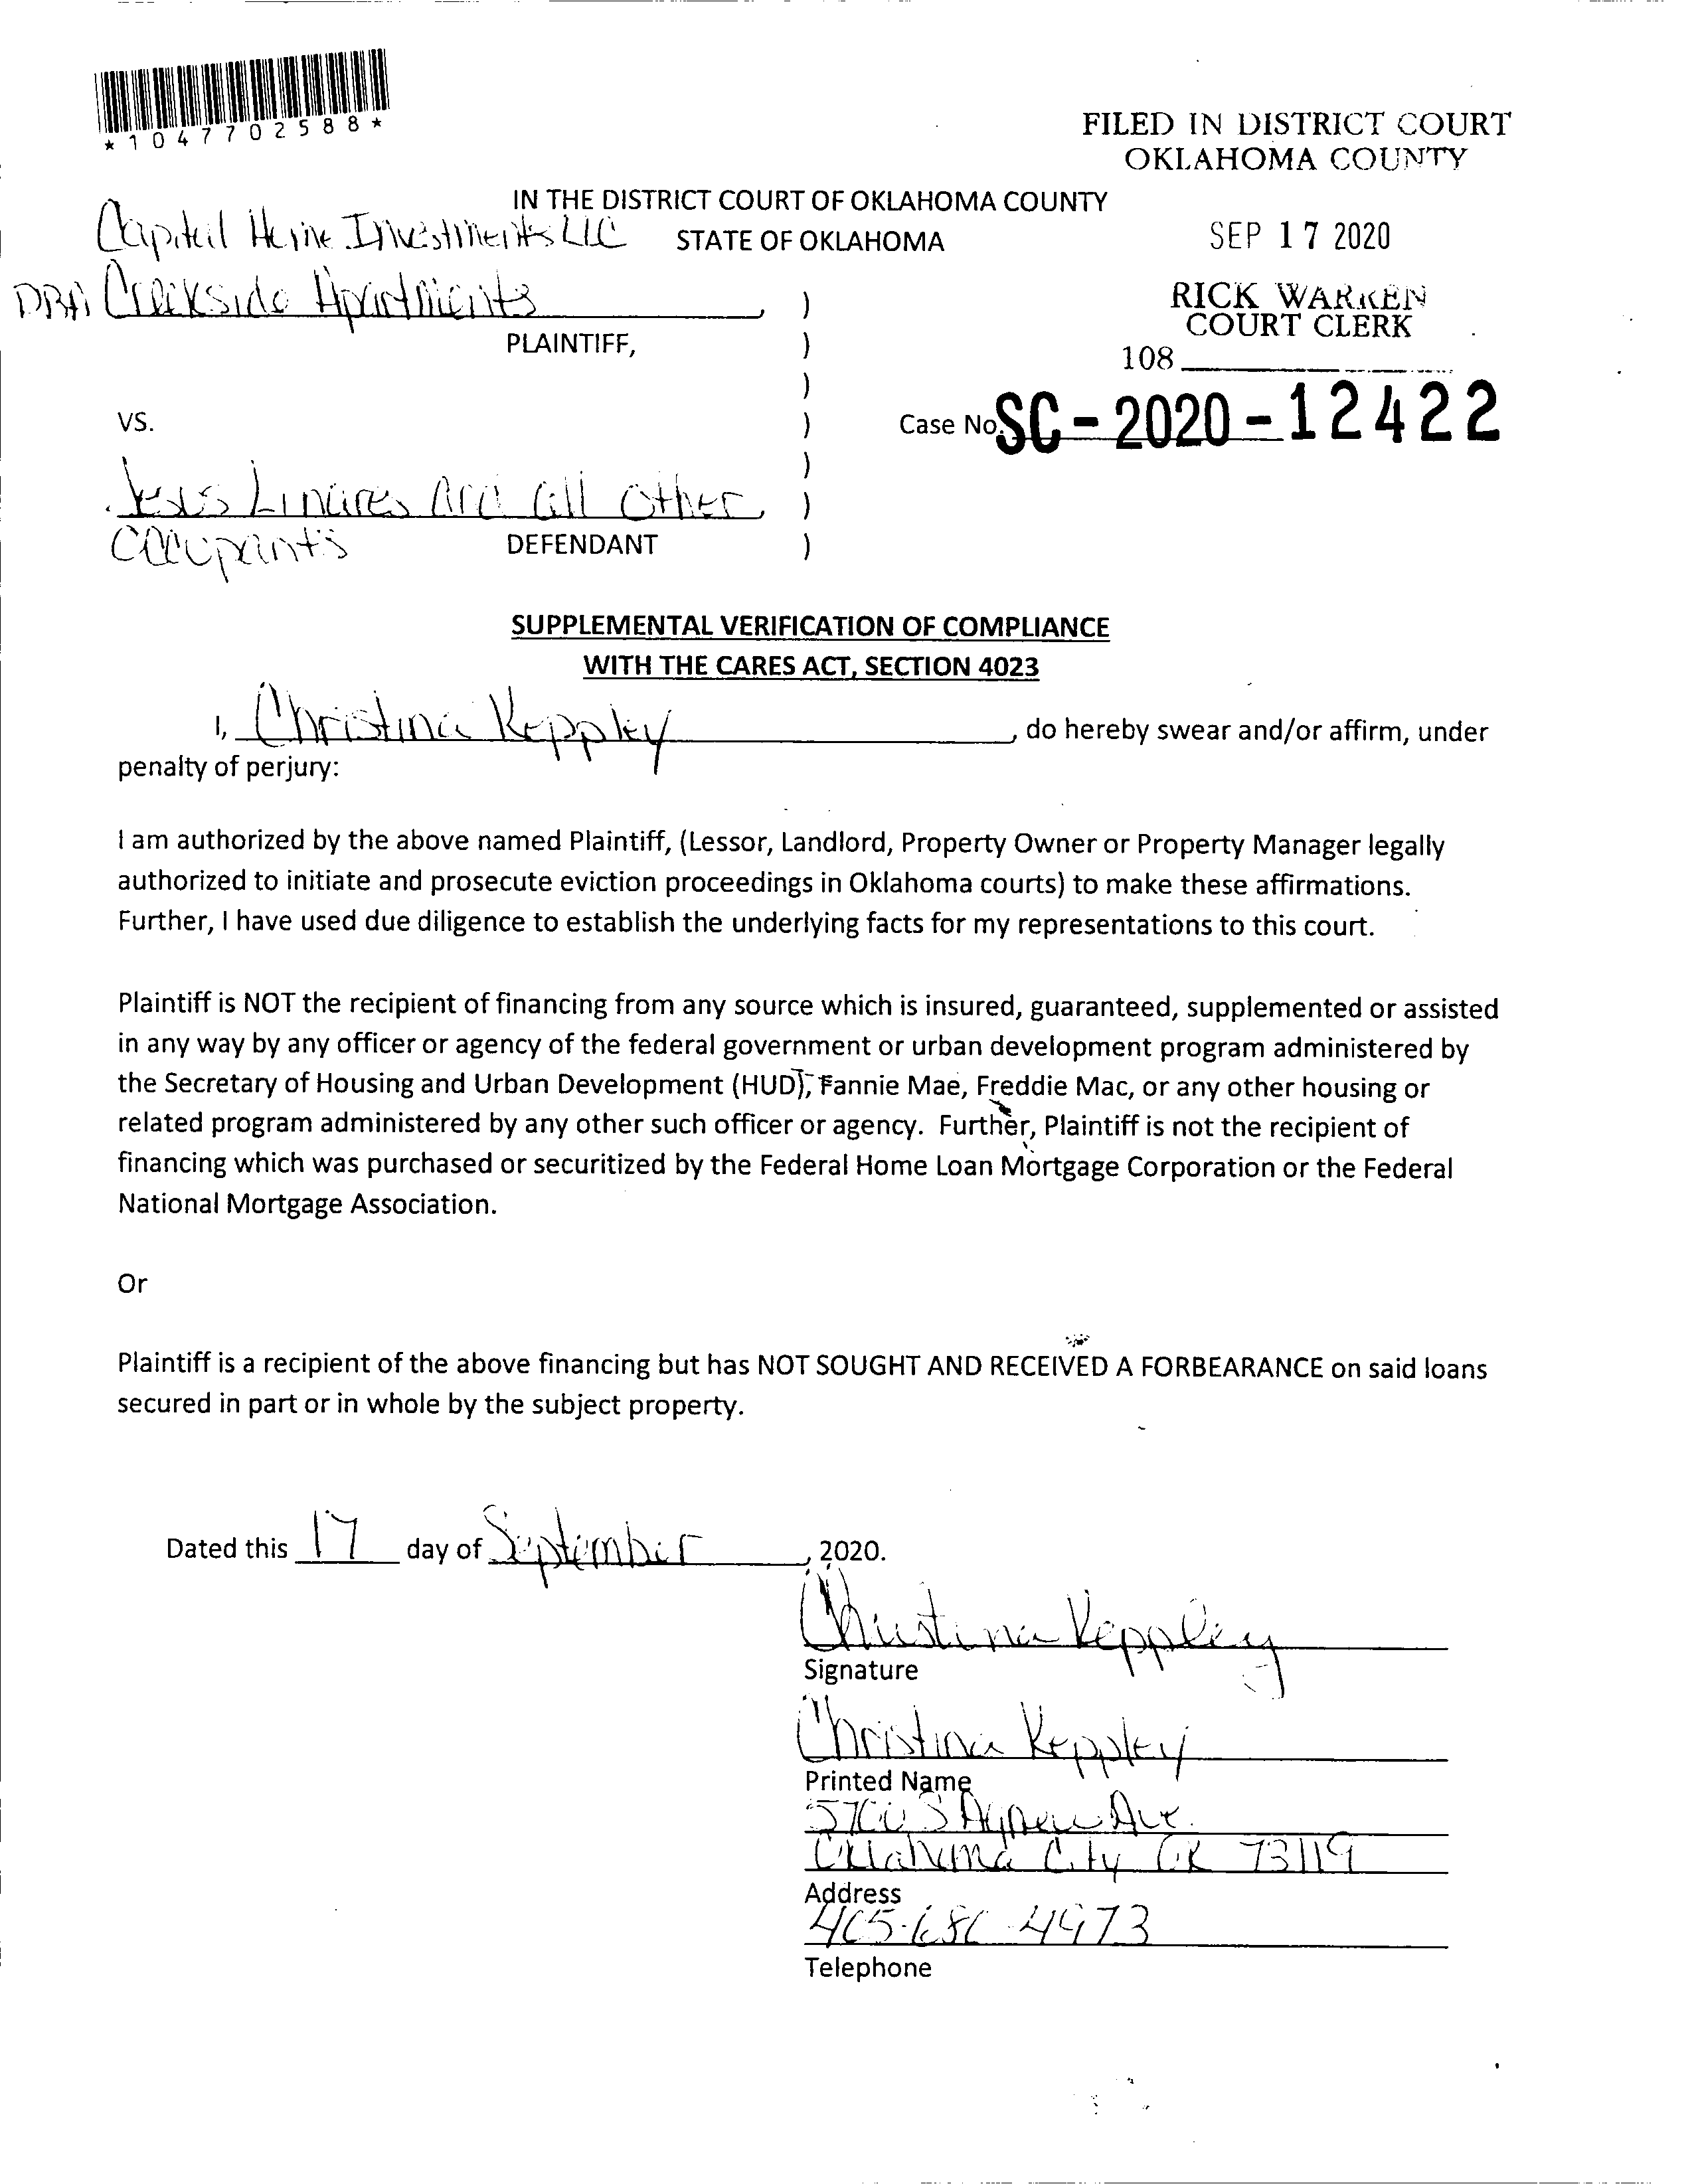 *1047702588*
FILED IN DISTRICT COURT
OKLAHOMA COUNTY
IN THE DISTRICT COURT OF OKLAHOMA COUNTY
Capital Home Investments LLC STATE OF OKLAHOMA
SEP 17 2020
DBA Creekside Apartments )
RICK WARREN
COURT CLERK
PLAINTIFF, )
108
)
VS. )
Case No. SC-2020-12422
)
Jesus Linares And all other )
occupants DEFENDANT )
SUPPLEMENTAL VERIFICATION OF COMPLIANCE
WITH THE CARES ACT, SECTION 4023
I, Christina Keppley, do hereby swear and/or affirm, under
penalty of perjury:
I am authorized by the above named Plaintiff, (Lessor, Landlord, Property Owner or Property Manager legally
authorized to initiate and prosecute eviction proceedings in Oklahoma courts) to make these affirmations.
Further, I have used due diligence to establish the underlying facts for my representations to this court.
Plaintiff is NOT the recipient of financing from any source which is insured, guaranteed, supplemented or assisted
in any way by any officer or agency of the federal government or urban development program administered by
the Secretary of Housing and Urban Development (HUD), Fannie Mae, Freddie Mac, or any other housing or
related program administered by any other such officer or agency. Further, Plaintiff is not the recipient of
financing which was purchased or securitized by the Federal Home Loan Mortgage Corporation or the Federal
National Mortgage Association.
Or
Plaintiff is a recipient of the above financing but has NOT SOUGHT AND RECEIVED A FORBEARANCE on said loans
secured in part or in whole by the subject property.
Dated this 17 day of September, 2020.
Christina Keppley
Signature
Christina Keppley
Printed Name
5700 S Agnew Ave.
Oklahoma City OK 73119
Address
405-680-4973
Telephone